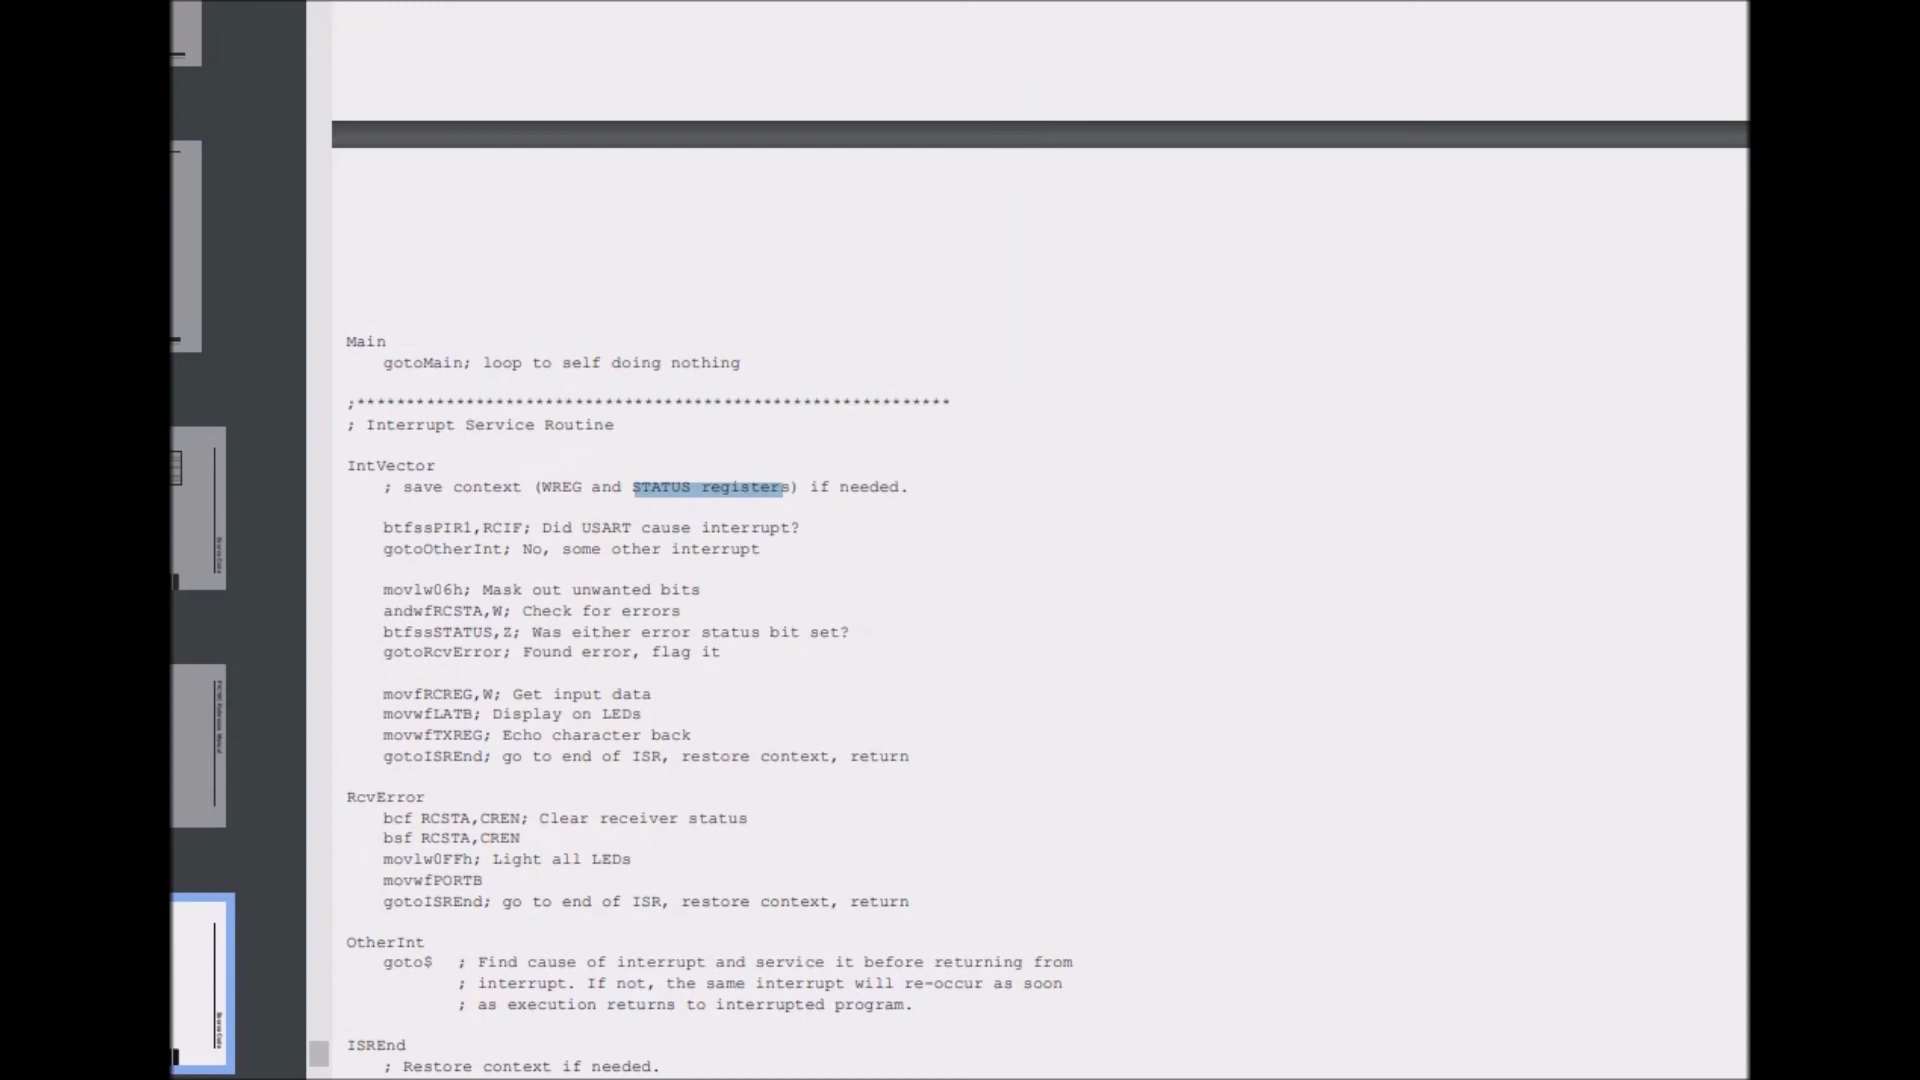 Main
gotoMain; loop to self doing nothing
;************************************************************
; Interrupt Service Routine
IntVector
; save context (WREG and STATUS registers) if needed.
btfssPIR1,RCIF; Did USART cause interrupt?
gotoOtherInt; No, some other interrupt
movlw06h; Mask out unwanted bits
andwfRCSTA,W; Check for errors
btfssSTATUS,Z; Was either error status bit set?
gotoRcvError; Found error, flag it
movfRCREG,W; Get input data
movwfLATB; Display on LEDs
movwfTXREG; Echo character back
gotoISREnd; go to end of ISR, restore context, return
RcvError
bcf RCSTA,CREN; Clear receiver status
bsf RCSTA,CREN
movlw0FFh; Light all LEDs
movwfPORTB
gotoISREnd; go to end of ISR, restore context, return
OtherInt
goto$ ; Find cause of interrupt and service it before returning from
; interrupt. If not, the same interrupt will re-occur as soon
; as execution returns to interrupted program.
ISREnd
; Restore context if needed.